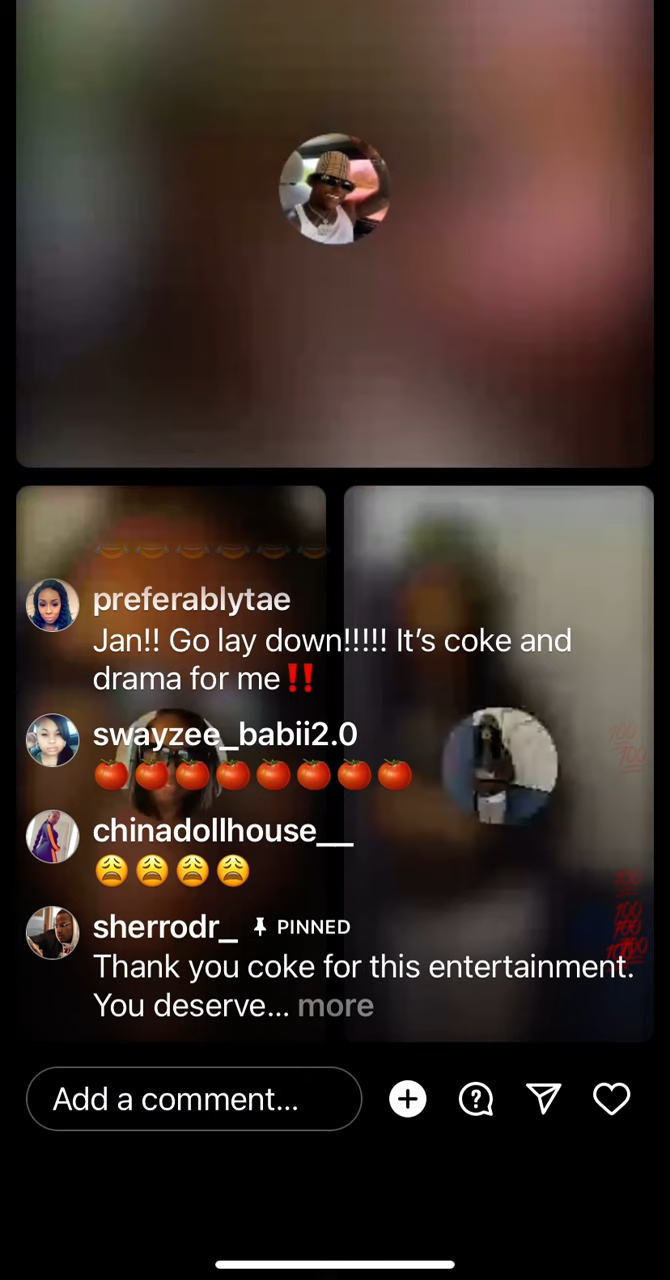 preferablytae
Jan!! Go lay down!!!!! It’s coke and
drama for me‼️
swayzee_babii2.0
🍅🍅🍅🍅🍅🍅🍅🍅
chinadollhouse__
😩😩😩😩
sherrodr_ PINNED
Thank you coke for this entertainment.
You deserve... more
Add a comment...